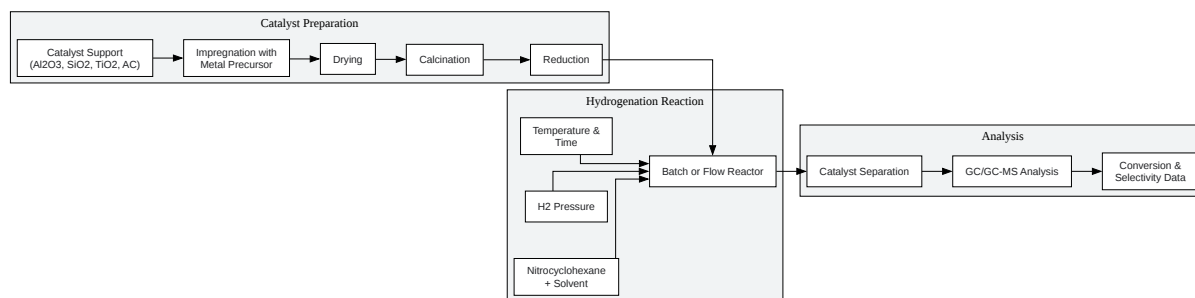 Catalyst Preparation
Catalyst Support
(Al2O3, SiO2, TiO2, AC)
Impregnation with
Metal Precursor
Drying
Calcination
Reduction
Hydrogenation Reaction
Temperature &
Time
H2 Pressure
Nitrocyclohexane
+ Solvent
Batch or Flow Reactor
Analysis
Catalyst Separation
GC/GC-MS Analysis
Conversion &
Selectivity Data